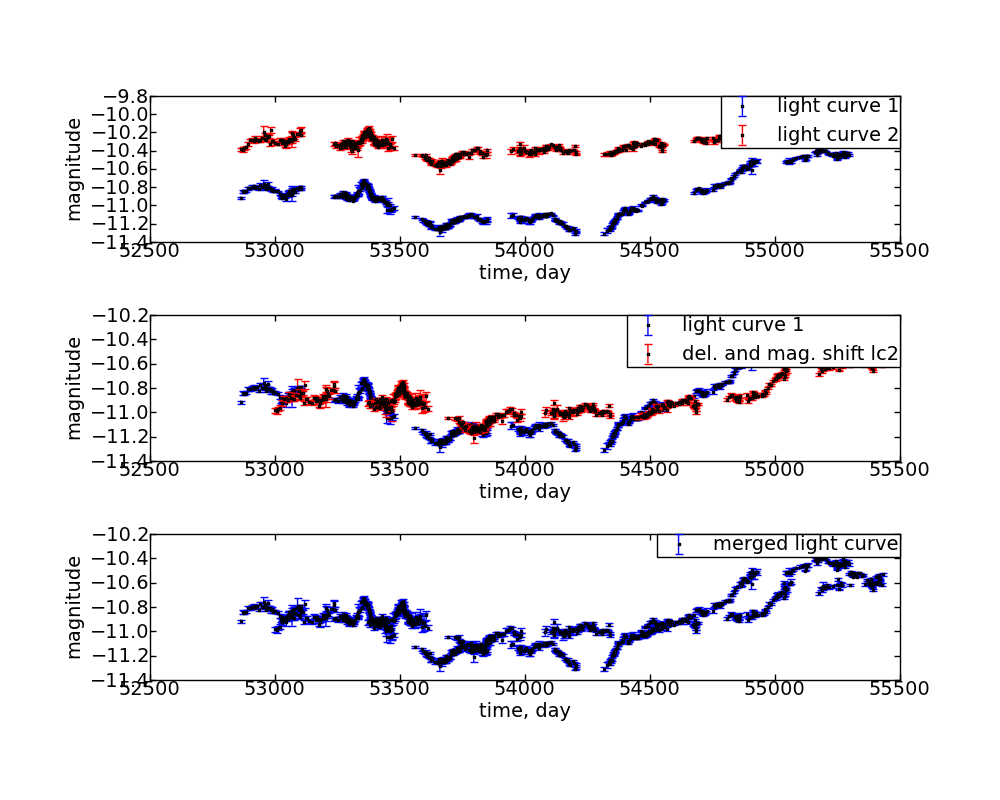 −9.8
−10.0
−10.2
−10.4
−10.6
−10.8
−11.0
−11.2
−11.4
magnitude
light curve 1
light curve 2
52500 53000 53500 54000 54500 55000 55500
time, day
−10.2
−10.4
−10.6
−10.8
−11.0
−11.2
−11.4
magnitude
light curve 1
del. and mag. shift lc2
52500 53000 53500 54000 54500 55000 55500
time, day
−10.2
−10.4
−10.6
−10.8
−11.0
−11.2
−11.4
magnitude
merged light curve
52500 53000 53500 54000 54500 55000 55500
time, day